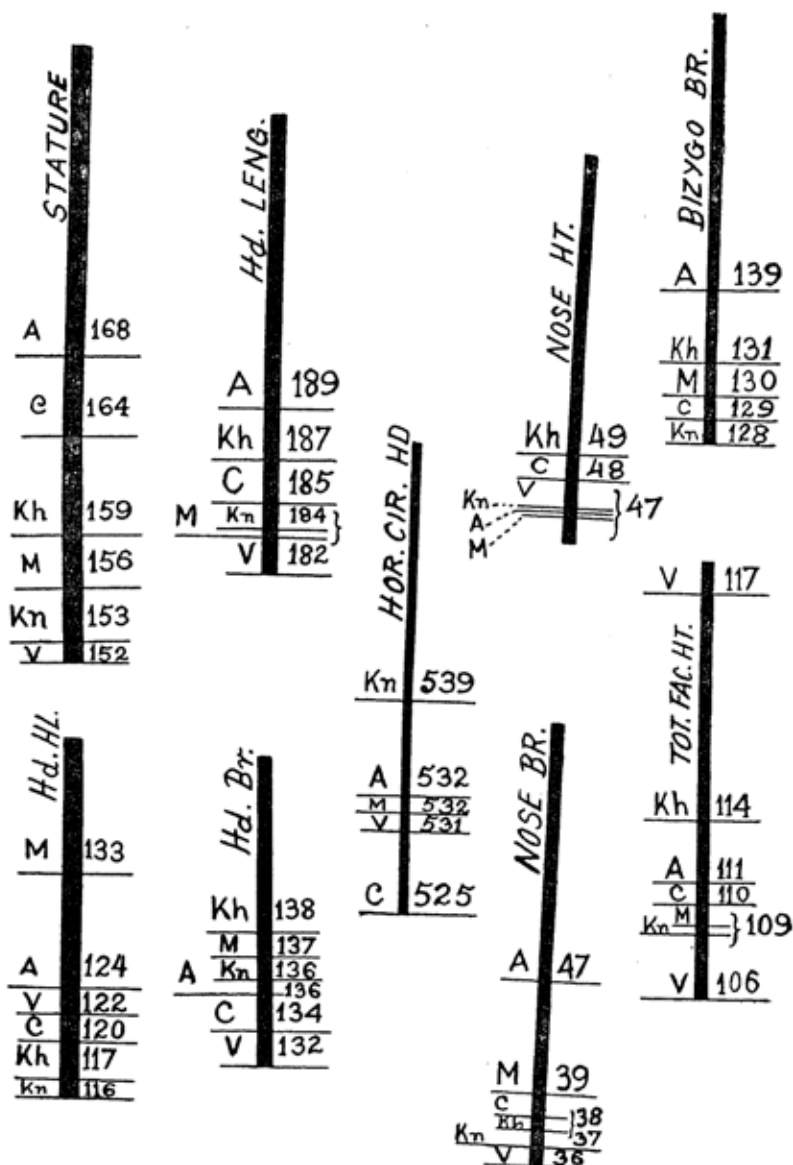 STATURE
A 168
C 164
Kh 159
M 156
Kn 153
V 152
Hd. LENG.
A 189
Kh 187
C 185
Kn 184
M
V 182
NOSE HT.
Kh 49
C 48
V
Kn
A
M
47
BIZYGO BR.
A 139
Kh 131
M 130
C 129
Kn 128
HOR. CIR. HD
Kn 539
A 532
M 532
V 531
C 525
TOT. FAC. HT.
V 117
Kh 114
A 111
C 110
M
Kn
109
V 106
Hd. HL.
M 133
A 124
V 122
C 120
Kh 117
Kn 116
Hd. Br.
Kh 138
M 137
Kn 136
A 136
C 134
V 132
NOSE BR.
A 47
M 39
C
Kh
38
Kn 37
V 36